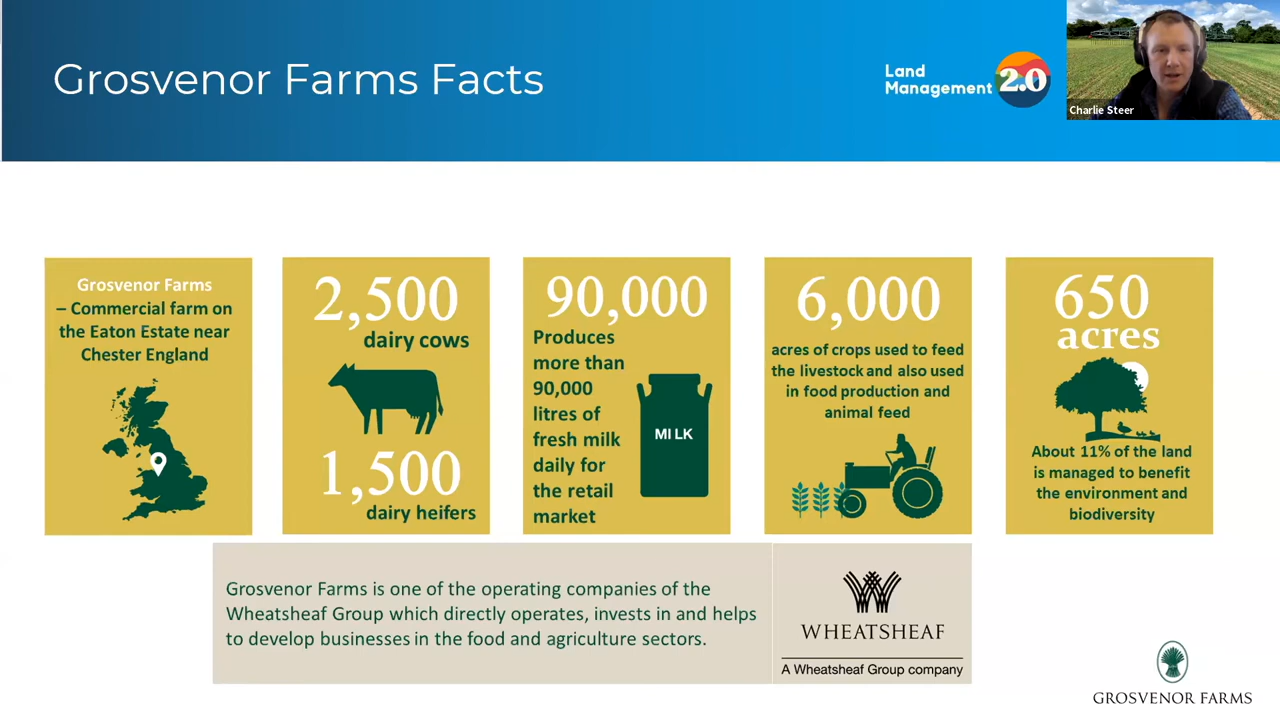 Grosvenor Farms Facts
Land
Management
2.0
Charlie Steer
Grosvenor Farms
– Commercial farm on
the Eaton Estate near
Chester England
2,500
dairy cows
1,500
dairy heifers
90,000
Produces
more than
90,000
litres of
fresh milk
daily for
the retail
market
MILK
6,000
acres of crops used to feed
the livestock and also used
in food production and
animal feed
650
acres
About 11% of the land
is managed to benefit
the environment and
biodiversity
Grosvenor Farms is one of the operating companies of the
Wheatsheaf Group which directly operates, invests in and helps
to develop businesses in the food and agriculture sectors.
WHEATSHEAF
A Wheatsheaf Group company
GROSVENOR FARMS